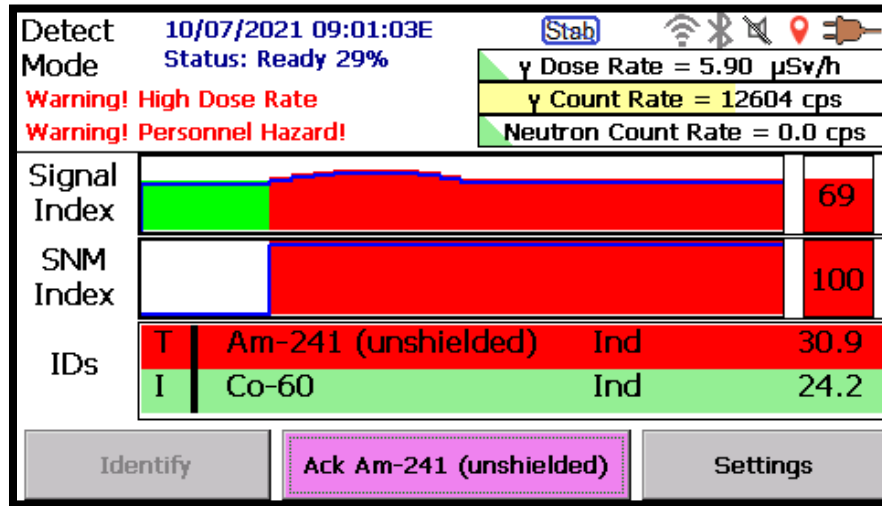 Detect Mode
10/07/2021 09:01:03E
Stab
Status: Ready 29%
γ Dose Rate = 5.90 μSv/h
Warning! High Dose Rate
γ Count Rate = 12604 cps
Warning! Personnel Hazard!
Neutron Count Rate = 0.0 cps
Signal Index
69
SNM Index
100
IDs
T Am-241 (unshielded) Ind 30.9
I Co-60 Ind 24.2
Identify
Ack Am-241 (unshielded)
Settings